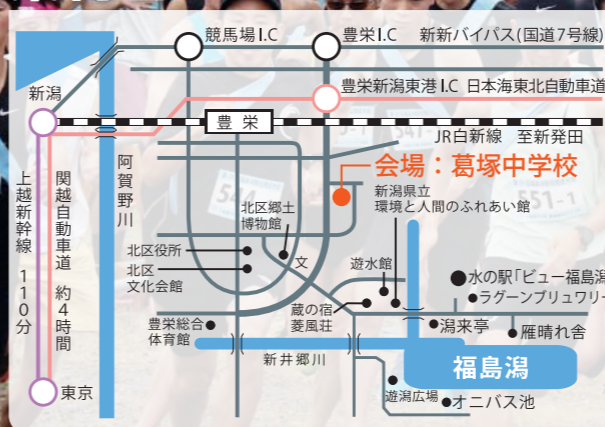 競馬場I.C
豊栄I.C
新新バイパス(国道7号線)
新潟
豊栄新潟東港I.C 日本海東北自動車道
豊栄
JR白新線 至新発田
阿賀野川
会場：葛塚中学校
上越新幹線 110分
関越自動車道 約4時間
新潟県立
環境と人間のふれあい館
北区郷土
博物館
北区役所
北区
文化会館
文
遊水館
水の駅「ビュー福島潟
ラグーンブリュワリー
蔵の宿
菱風荘
豊栄総合
体育館
潟来亭
雁晴れ舎
新井郷川
福島潟
東京
遊潟広場
オニバス池